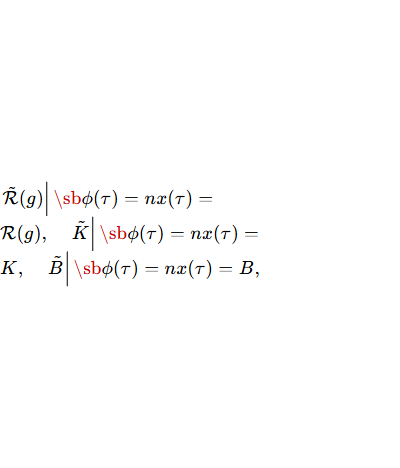 𝓡̃(g)| \sbϕ(τ) = nx(τ) =
𝓡(g), K̃| \sbϕ(τ) = nx(τ) =
K, B̃| \sbϕ(τ) = nx(τ) = B,